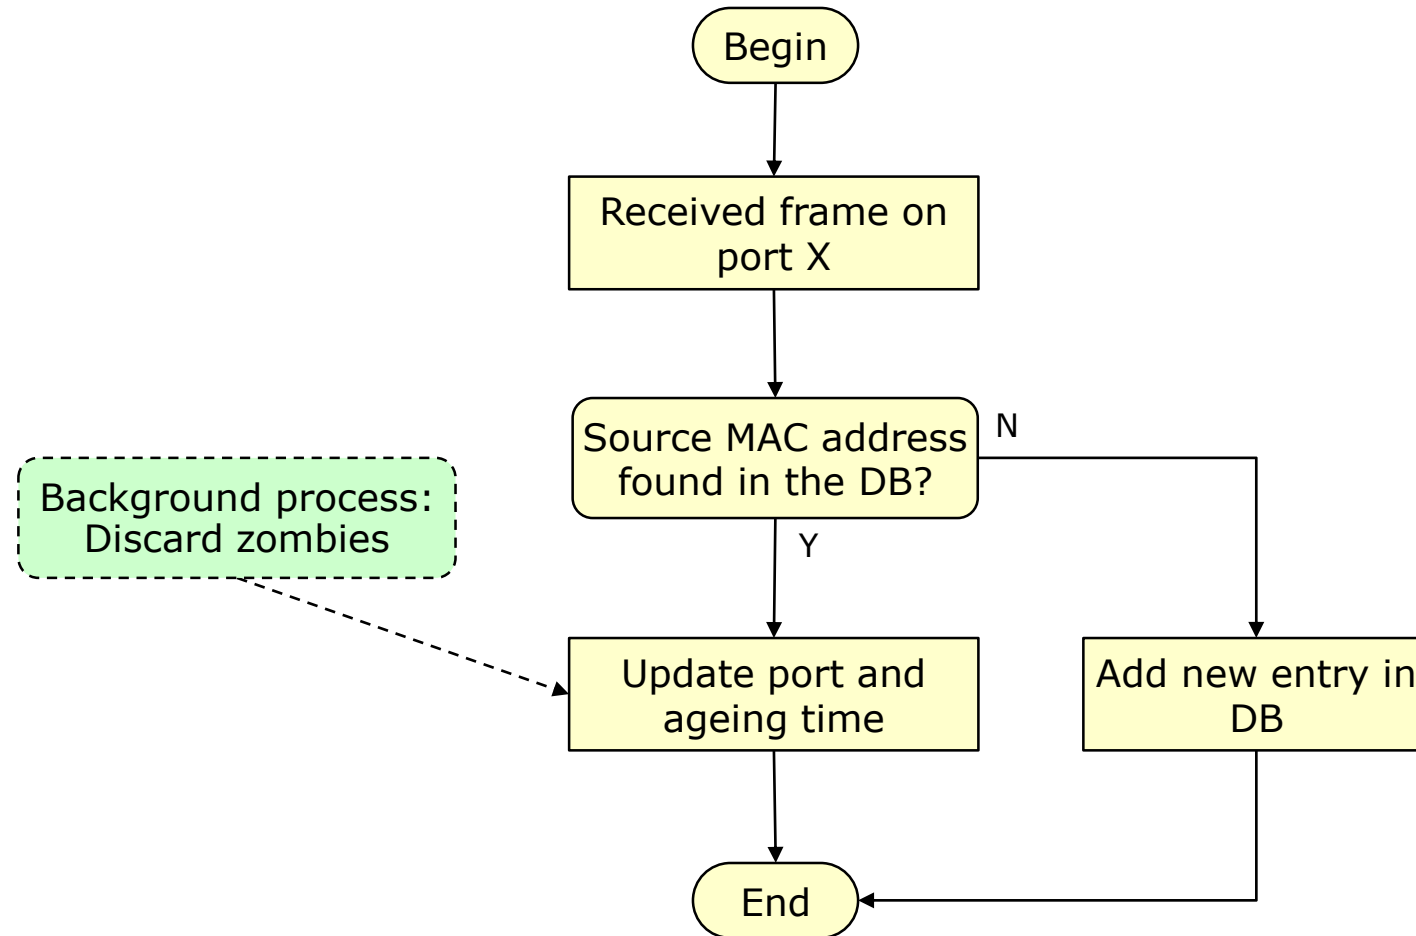 Begin
Received frame on
port X
Source MAC address
found in the DB?
N
Background process:
Discard zombies
Y
Update port and
ageing time
Add new entry in
DB
End